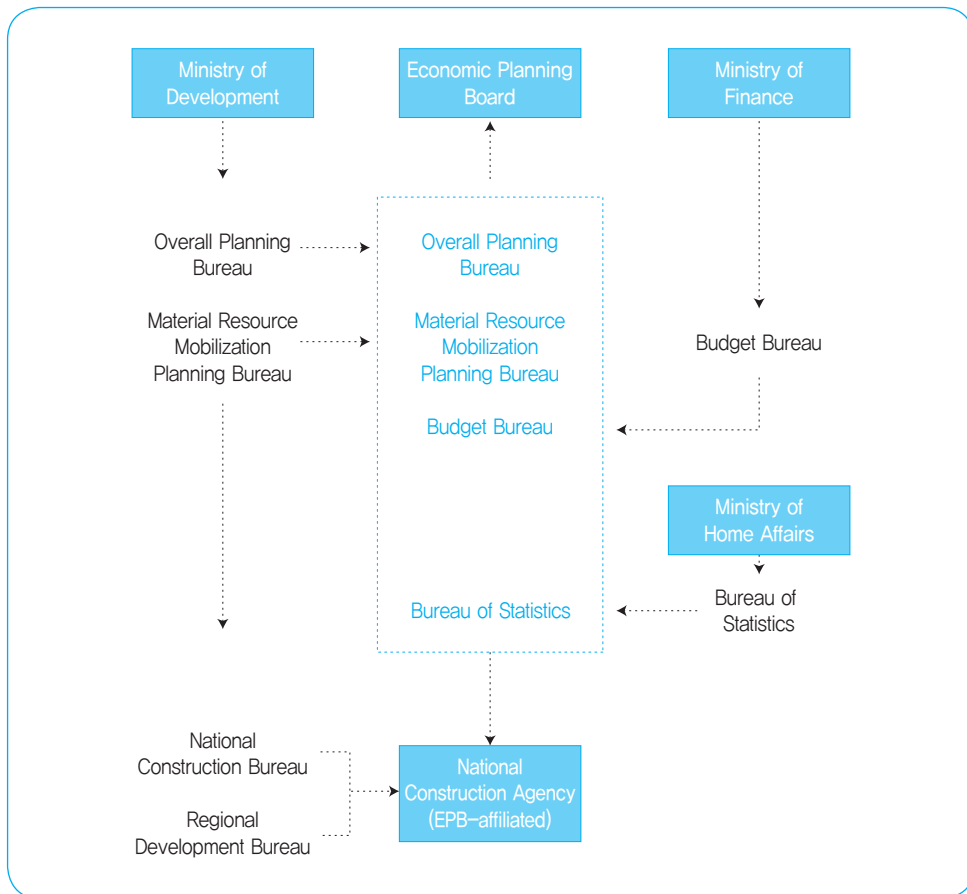 Ministry of
Development
Economic Planning
Board
Ministry of
Finance
Overall Planning
Bureau
Overall Planning
Bureau
Material Resource
Mobilization
Planning Bureau
Material Resource
Mobilization
Planning Bureau
Budget Bureau
Budget Bureau
Ministry of
Home Affairs
Bureau of Statistics
Bureau of
Statistics
National
Construction Bureau
Regional
Development Bureau
National
Construction Agency
(EPB-affiliated)